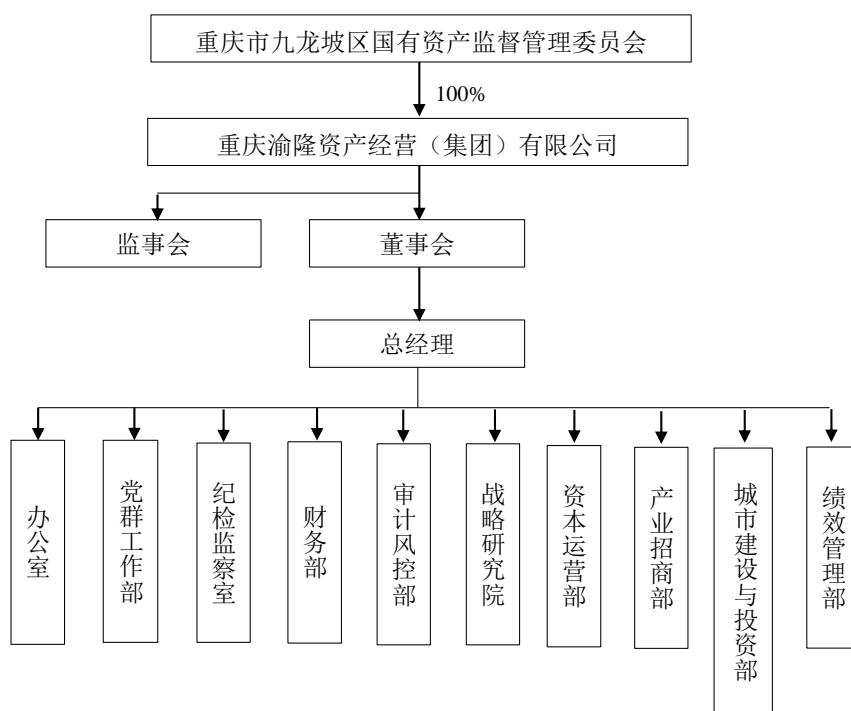 重庆市九龙坡区国有资产监督管理委员会
100%
重庆渝隆资产经营（集团）有限公司
监事会
董事会
总经理
办公室
党群工作部
纪检监察室
财务部
审计风控部
战略研究院
资本运营部
产业招商部
城市建设与投资部
绩效管理部